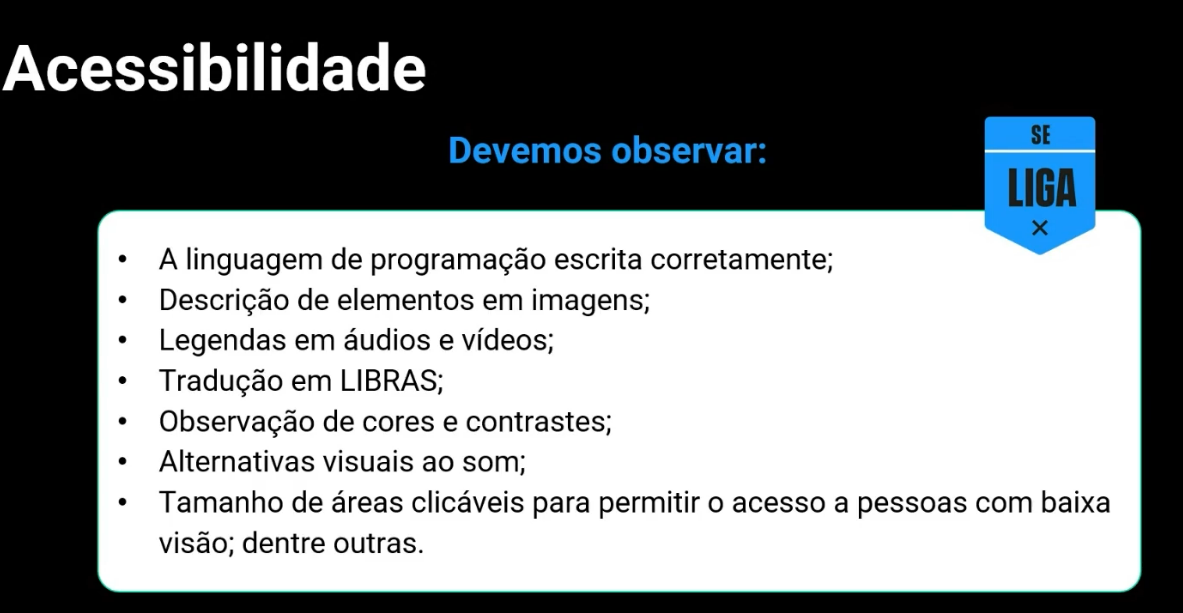 Acessibilidade
Devemos observar:
SE
LIGA
×
• A linguagem de programação escrita corretamente;
• Descrição de elementos em imagens;
• Legendas em áudios e vídeos;
• Tradução em LIBRAS;
• Observação de cores e contrastes;
• Alternativas visuais ao som;
• Tamanho de áreas clicáveis para permitir o acesso a pessoas com baixa
visão; dentre outras.